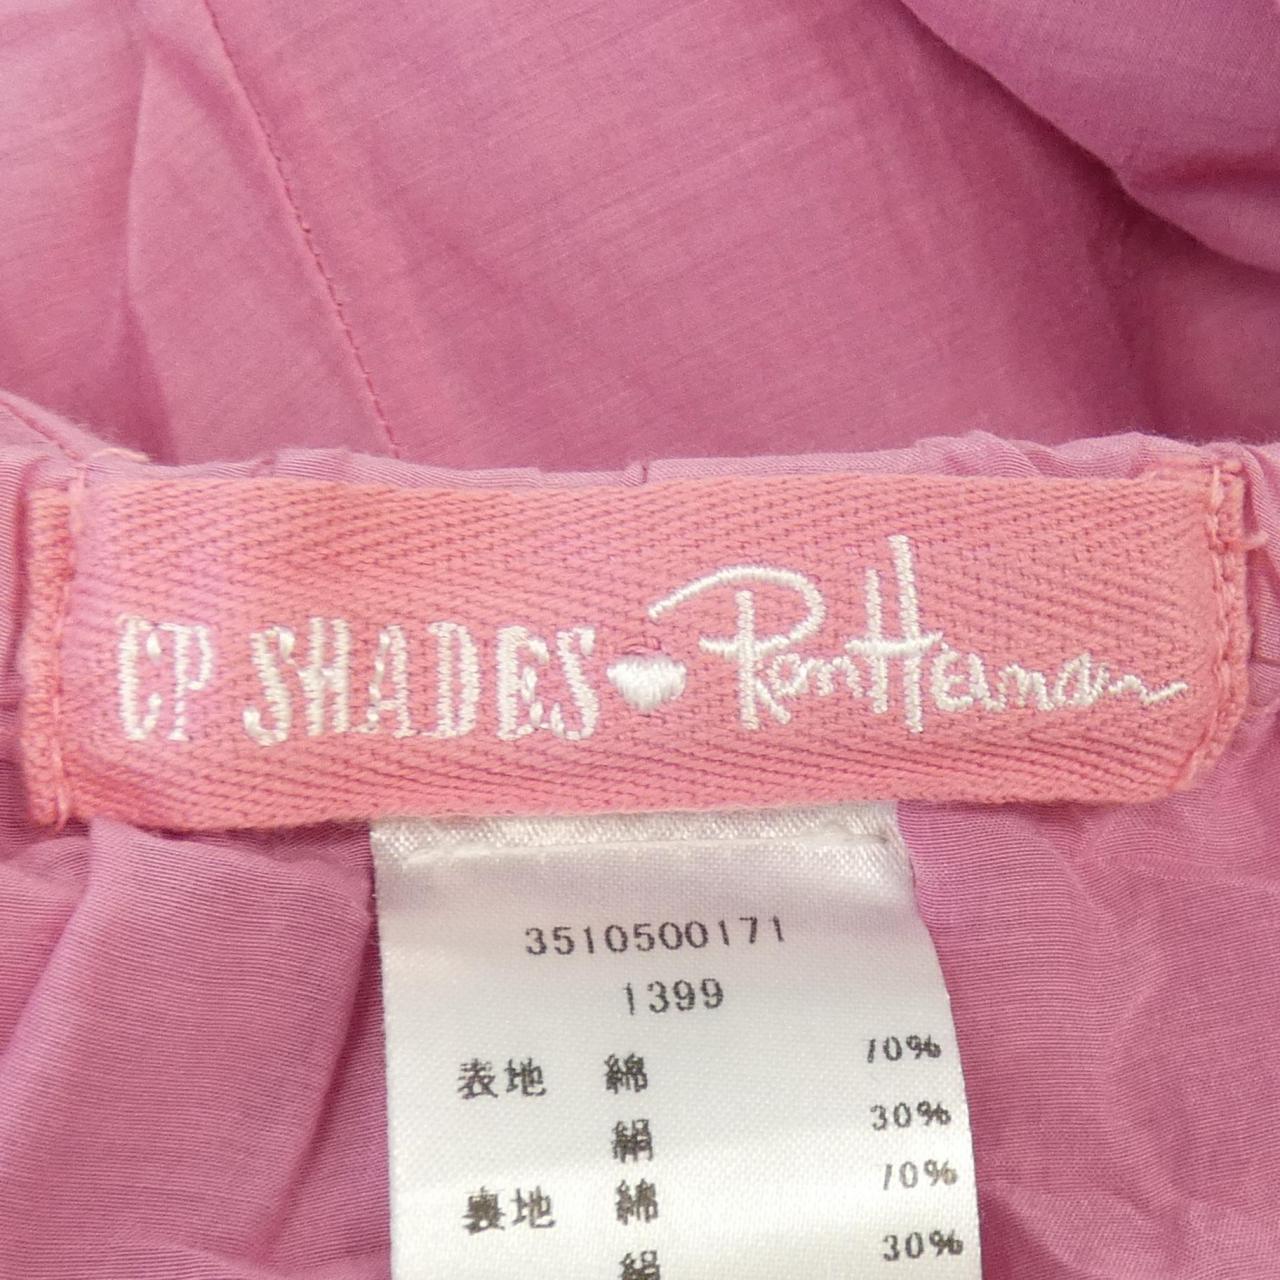 CP SHADES♥Ron Herman
3510500171
1399
表地 綿 70%
絹 30%
裏地 綿 70%
絹 30%